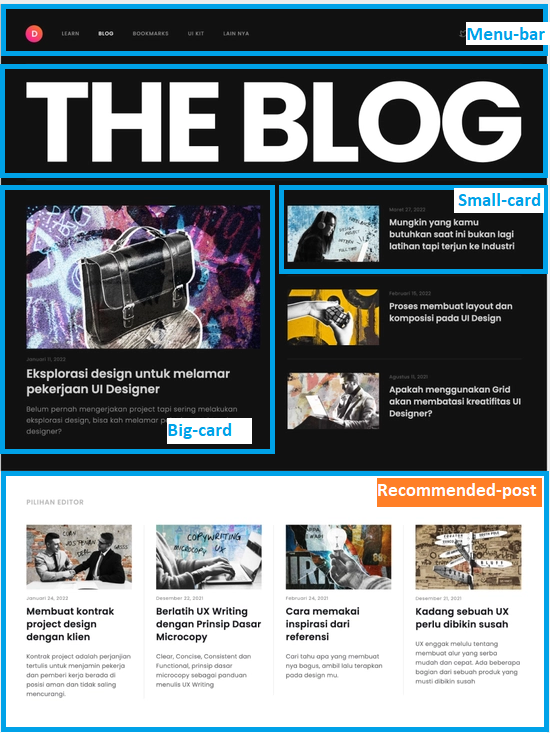 D
LEARN
BLOG
BOOKMARKS
UI KIT
LAIN NYA
Menu-bar
THE BLOG
Small-card
Maret 27, 2022
Mungkin yang kamu
butuhkan saat ini bukan lagi
latihan tapi terjun ke Industri
Februari 15, 2022
Proses membuat layout dan
komposisi pada UI Design
Agustus 11, 2021
Apakah menggunakan Grid
akan membatasi kreatifitas UI
Designer?
Januari 11, 2022
Eksplorasi design untuk melamar
pekerjaan UI Designer
Belum pernah mengerjakan project tapi sering melakukan
eksplorasi design, bisa kah melamar
designer?
Big-card
Recommended-post
PILIHAN EDITOR
Januari 24, 2022
Membuat kontrak
project design
dengan klien
Kontrak project adalah perjanjian
tertulis untuk menjamin pekerja
dan pemberi kerja berada di
posisi aman dan tidak saling
mencurangi.
COPYWRITING
MICROCOPY UX
Desember 22, 2021
Berlatih UX Writing
dengan Prinsip Dasar
Microcopy
Clear, Concise, Consistent dan
Functional, prinsip dasar
microcopy sebagai panduan
menulis UX Writing
Februari 24, 2021
Cara memakai
inspirasi dari
referensi
Cari tahu apa yang membuat
nya bagus, ambil lalu terapkan
pada design mu.
Desember 21, 2021
Kadang sebuah UX
perlu dibikin susah
UX enggak melulu tentang
membuat alur yang serba
mudah dan cepat. Ada beberapa
bagian dari sebuah produk yang
musti dibikin susah